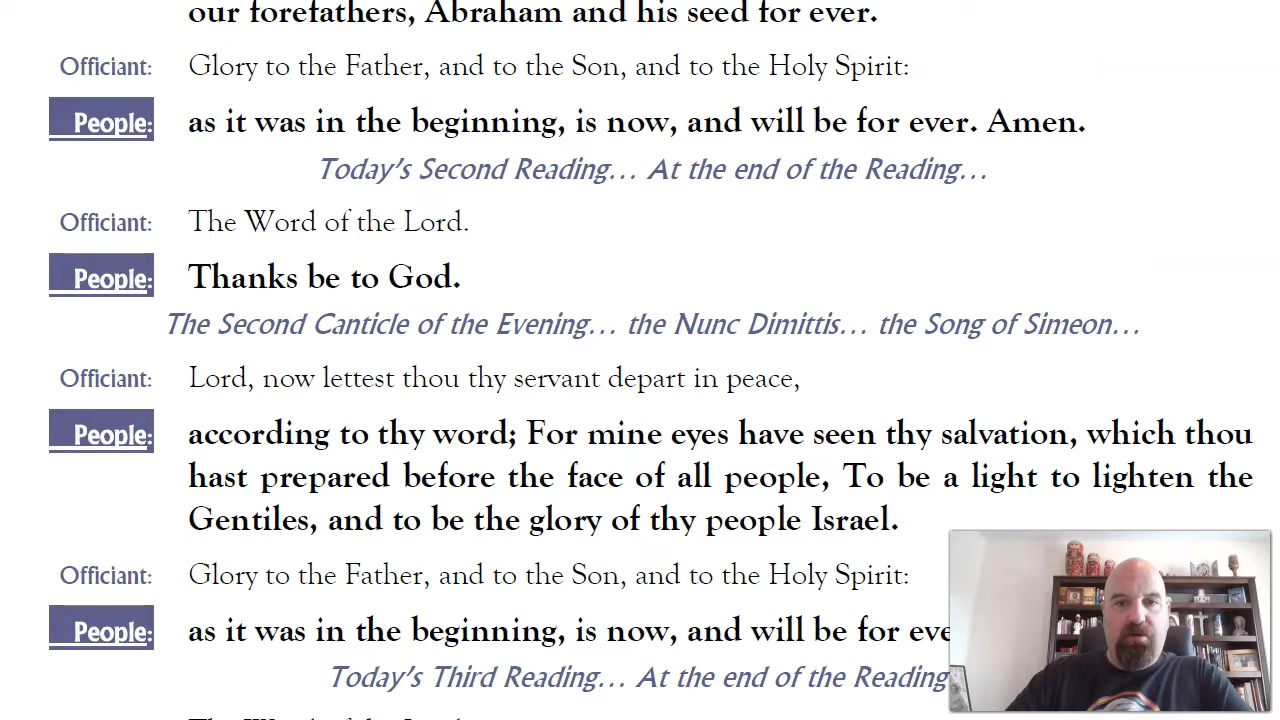 our forefathers, Abraham and his seed for ever.
Officiant: Glory to the Father, and to the Son, and to the Holy Spirit:
People: as it was in the beginning, is now, and will be for ever. Amen.
Today's Second Reading… At the end of the Reading…
Officiant: The Word of the Lord.
People: Thanks be to God.
The Second Canticle of the Evening… the Nunc Dimittis… the Song of Simeon…
Officiant: Lord, now lettest thou thy servant depart in peace,
People: according to thy word; For mine eyes have seen thy salvation, which thou
hast prepared before the face of all people, To be a light to lighten the
Gentiles, and to be the glory of thy people Israel.
Officiant: Glory to the Father, and to the Son, and to the Holy Spirit:
People: as it was in the beginning, is now, and will be for eve
Today's Third Reading… At the end of the Reading
The Word of the Lord